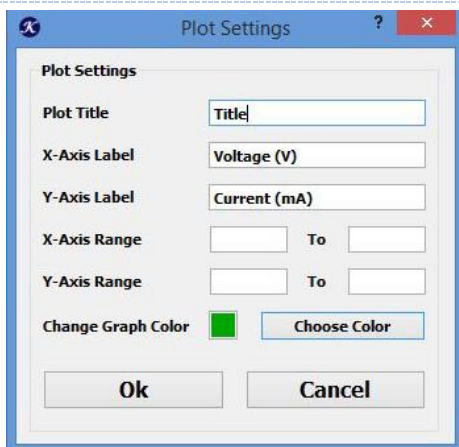 Plot Settings ?
Plot Settings
Plot Title Title
X-Axis Label Voltage (V)
Y-Axis Label Current (mA)
X-Axis Range To
Y-Axis Range To
Change Graph Color Choose Color
Ok Cancel